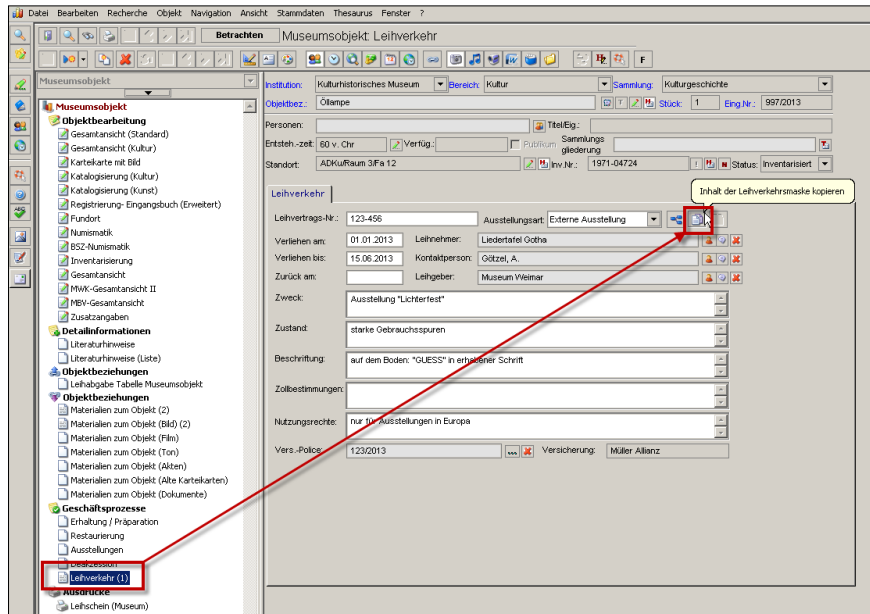 Datei Bearbeiten Recherche Objekt Navigation Ansicht Stammdaten Thesaurus Fenster ?
Betrachten Museumsobjekt: Leihverkehr
F
Museumsobjekt
Museumsobjekt
Objektbearbeitung
Gesamtansicht (Standard)
Gesamtansicht (Kultur)
Karteikarte mit Bild
Katalogisierung (Kultur)
Katalogisierung (Kunst)
Registrierung- Eingangsbuch (Erweitert)
Fundort
Numismatik
BSZ-Numismatik
Inventarisierung
Gesamtansicht
MWK-Gesamtansicht II
MBV-Gesamtansicht
Zusatzangaben
Detailinformationen
Literaturhinweise
Literaturhinweise (Liste)
Objektbeziehungen
Leihabgabe Tabelle Museumsobjekt
Objektbeziehungen
Materialien zum Objekt (2)
Materialien zum Objekt (Bild) (2)
Materialien zum Objekt (Film)
Materialien zum Objekt (Ton)
Materialien zum Objekt (Akten)
Materialien zum Objekt (Alte Karteikarten)
Materialien zum Objekt (Dokumente)
Geschäftsprozesse
Erhaltung / Präparation
Restaurierung
Ausstellungen
Deakzession
Leihverkehr (1)
Ausdrucke
Leihschein (Museum)
Institution: Kulturhistorisches Museum Bereich: Kultur Sammlung: Kulturgeschichte
Objektbez.: Öllampe Stück: 1 Eing.Nr.: 997/2013
Personen: Titel/Eig.:
Entsteh.-zeit: 60 v. Chr Verfüg.: Publikum Sammlungs
gliederung
Standort: ADKu/Raum 3/Fa 12 Inv.Nr.: 1971-04724 Status: Inventarisiert
Inhalt der Leihverkehrsmaske kopieren
Leihverkehr
Leihvertrags-Nr.: 123-456 Ausstellungsart: Externe Ausstellung
Verliehen am: 01.01.2013 Leihnehmer: Liedertafel Gotha
Verliehen bis: 15.06.2013 Kontaktperson: Götzel, A.
Zurück am: Leihgeber: Museum Weimar
Zweck: Ausstellung "Lichterfest"
Zustand: starke Gebrauchsspuren
Beschriftung: auf dem Boden: "GUESS" in erhabener Schrift
Zollbestimmungen:
Nutzungsrechte: nur für Ausstellungen in Europa
Vers.-Police: 123/2013 ... Versicherung: Müller Allianz